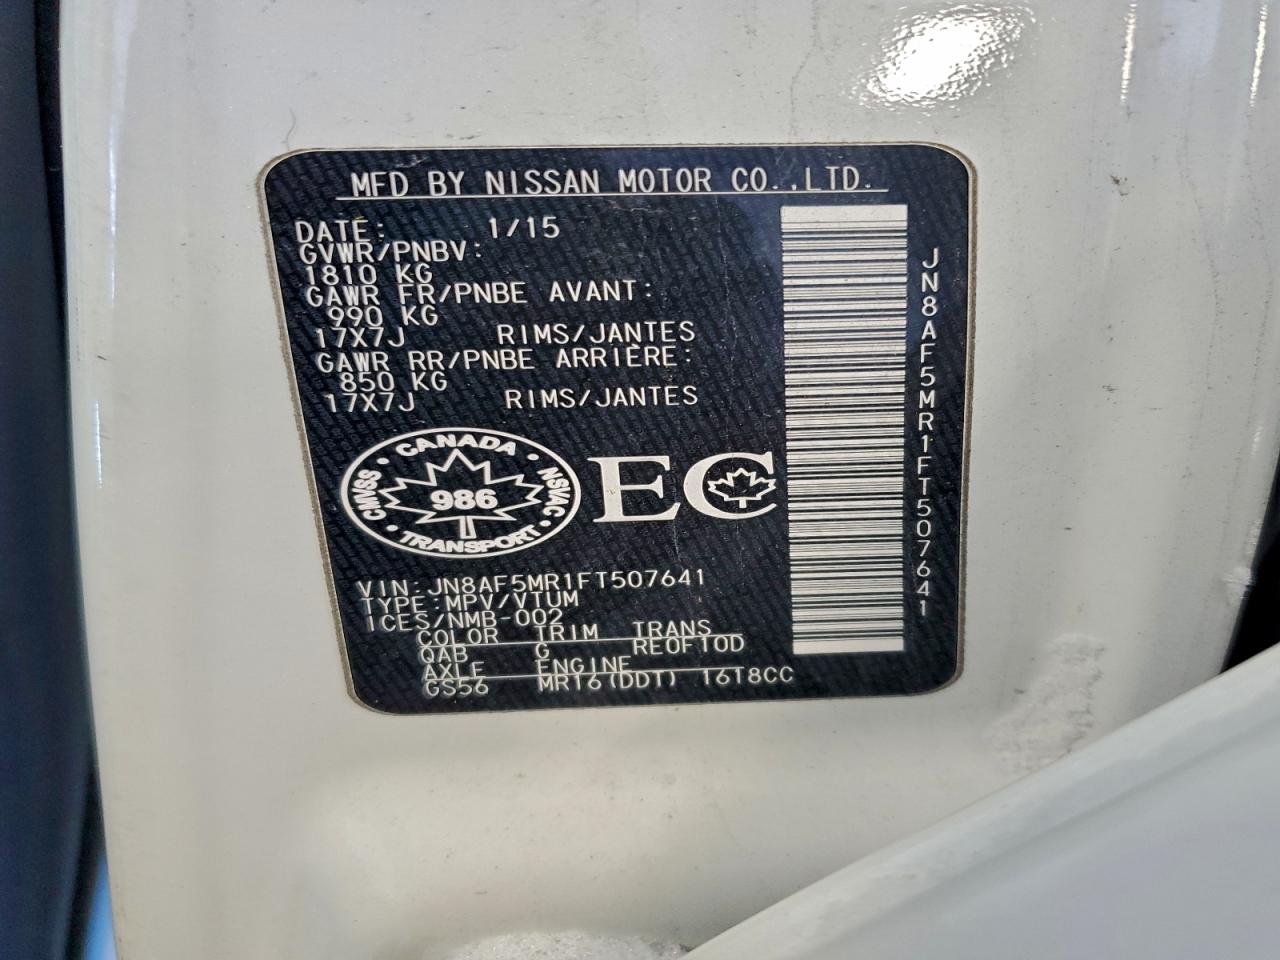 MFD BY NISSAN MOTOR CO.,LTD.
DATE: 1/15
GVWR/PNBV:
1810 KG
GAWR FR/PNBE AVANT:
990 KG
17X7J RIMS/JANTES
GAWR RR/PNBE ARRIÈRE:
850 KG
17X7J RIMS/JANTES
CANADA
CMVSS 986 NSVAC
TRANSPORT
EC
VIN:JN8AF5MR1FT507641
TYPE:MPV/VTUM
ICES/NMB-002
COLOR TRIM TRANS
QAB G RE0F10D
AXLE ENGINE
GS56 MR16(DDT) 1618CC
JN8AF5MR1FT507641